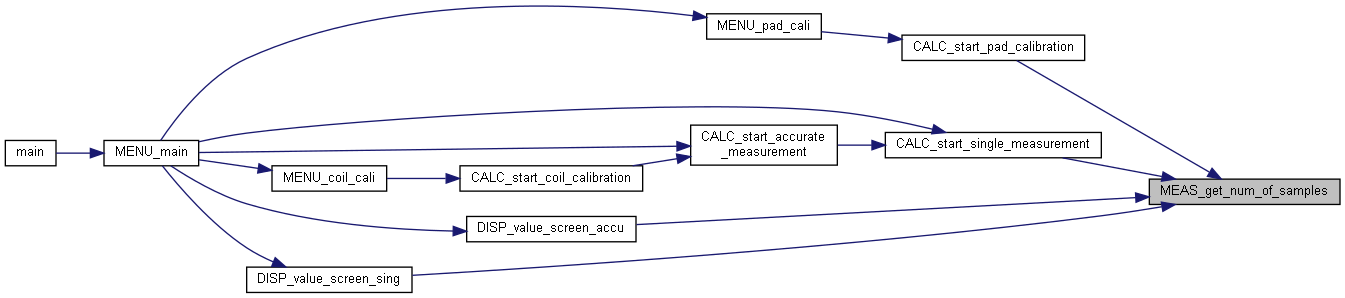 MENU_pad_cali
CALC_start_pad_calibration
main
MENU_main
CALC_start_accurate
_measurement
CALC_start_single_measurement
MENU_coil_cali
CALC_start_coil_calibration
MEAS_get_num_of_samples
DISP_value_screen_accu
DISP_value_screen_sing